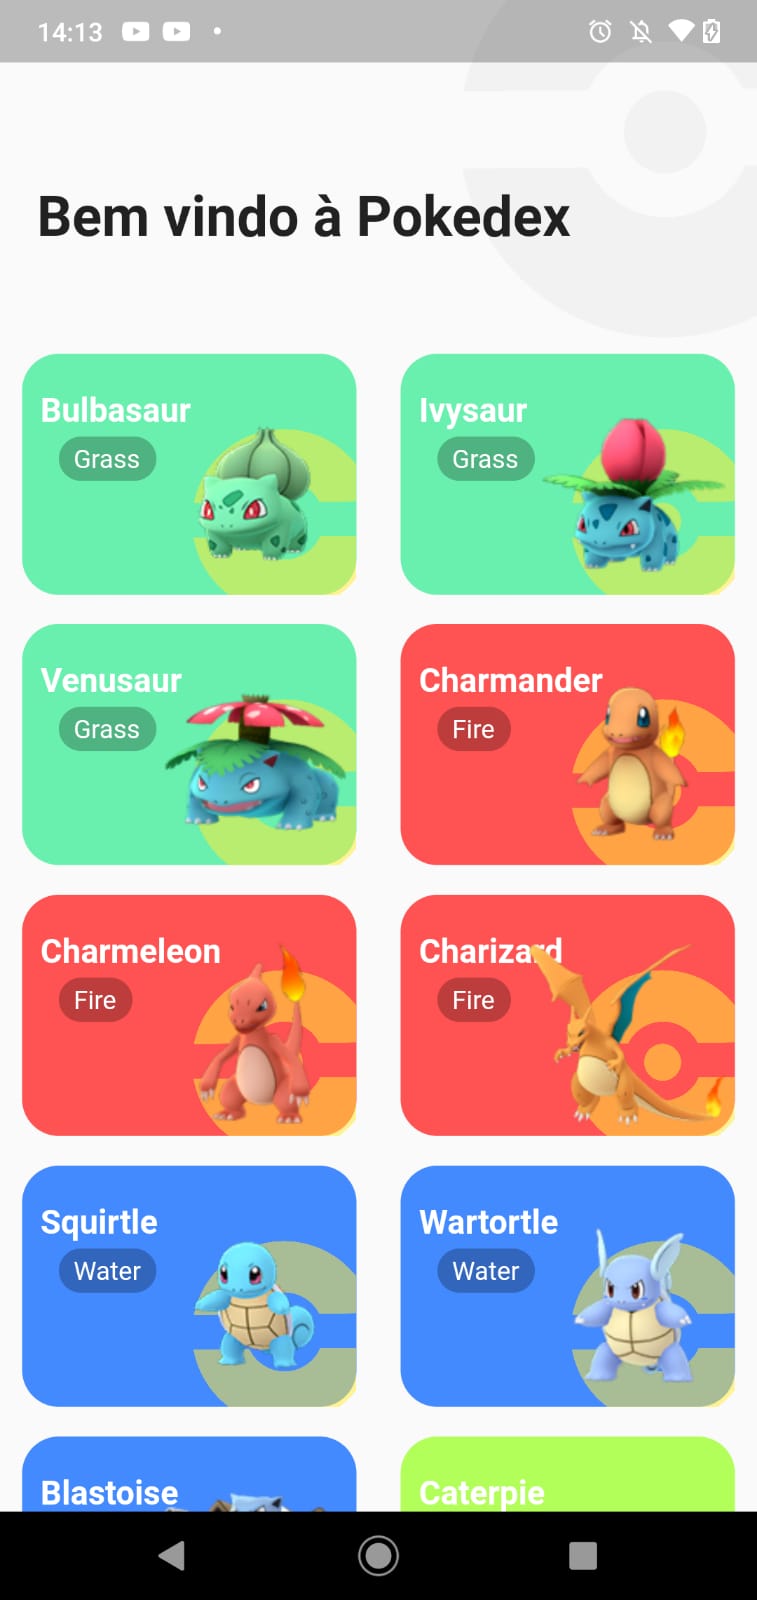 14:13
Bem vindo à Pokedex
Bulbasaur
Grass
Ivysaur
Grass
Venusaur
Grass
Charmander
Fire
Charmeleon
Fire
Charizard
Fire
Squirtle
Water
Wartortle
Water
Blastoise
Caterpie